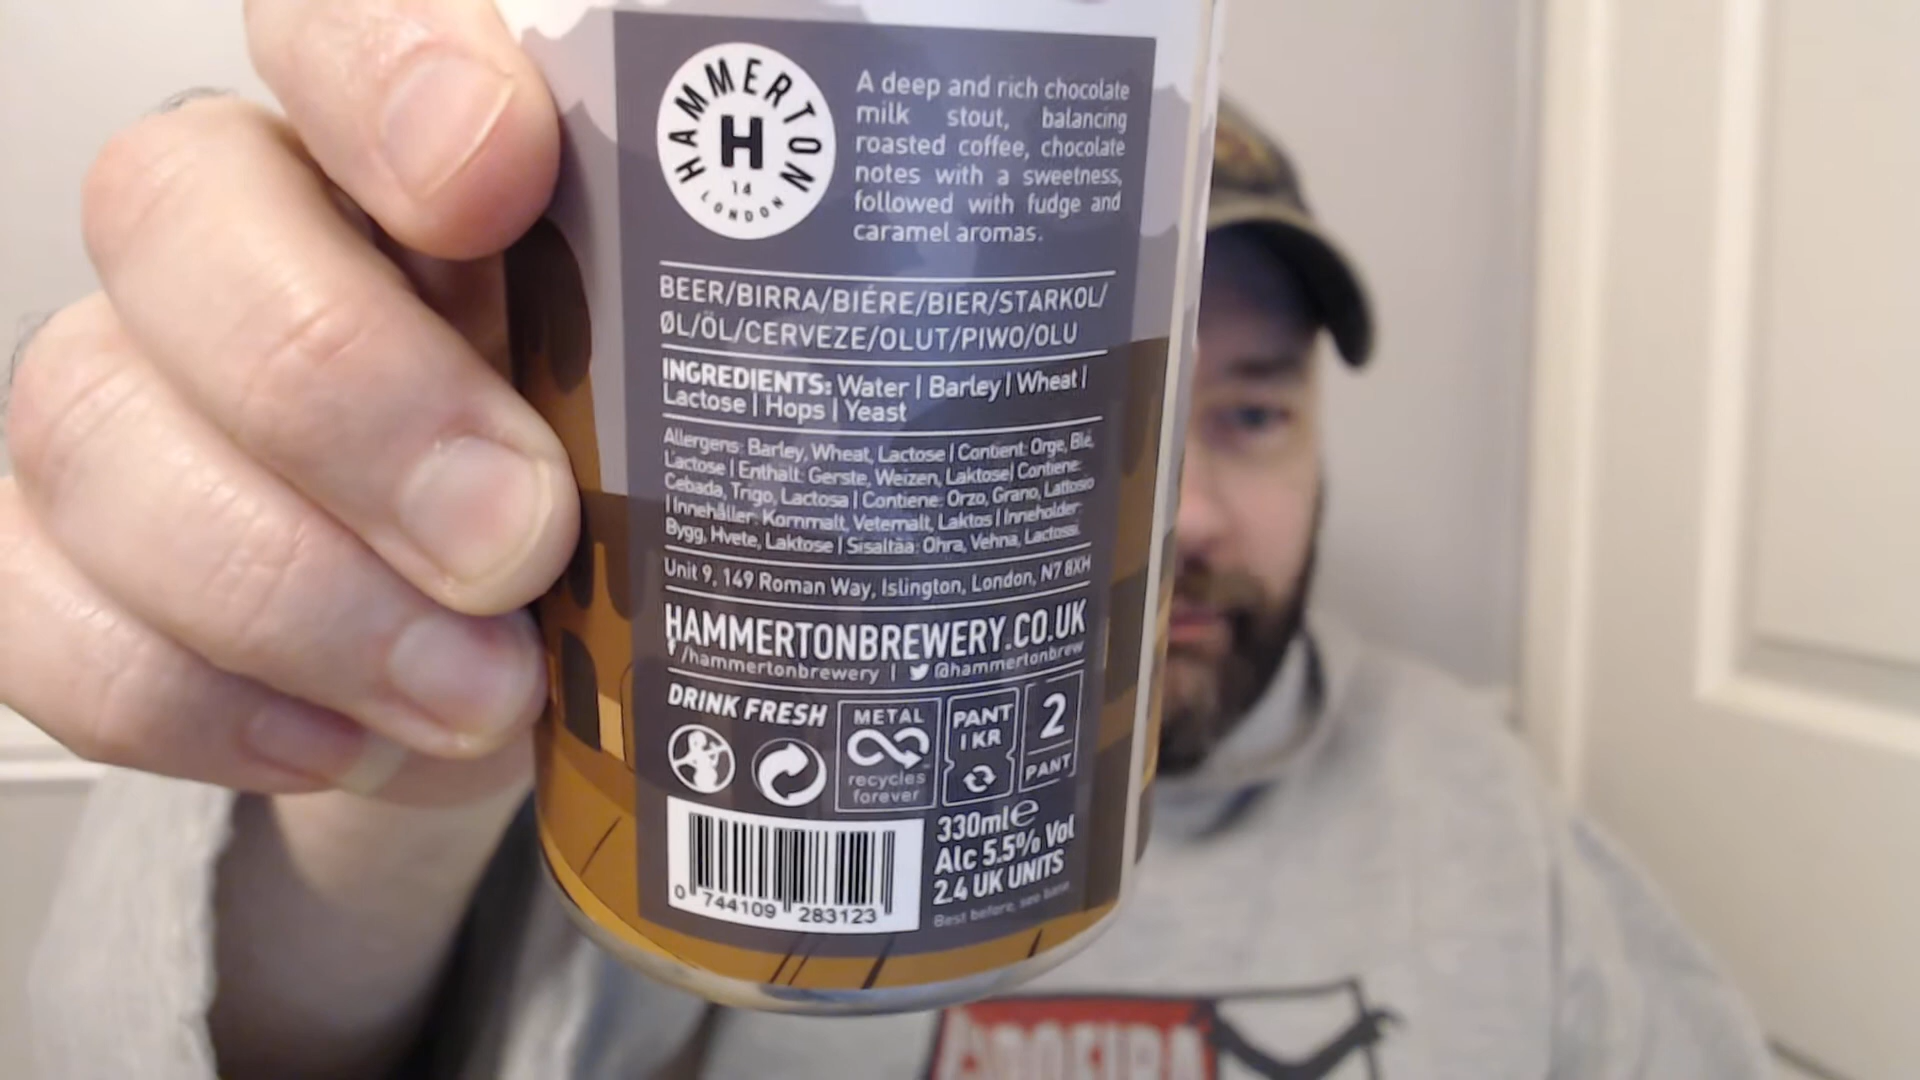 HAMMERTON
H
14
LONDON
A deep and rich chocolate
milk stout, balancing
roasted coffee, chocolate
notes with a sweetness,
followed with fudge and
caramel aromas.
BEER/BIRRA/BIÉRE/BIER/STARKOL/
ØL/ÖL/CERVEZE/OLUT/PIWO/OLU
INGREDIENTS: Water | Barley | Wheat |
Lactose | Hops | Yeast
Allergens: Barley, Wheat, Lactose | Contient: Orge, Blé,
Lactose | Enthält: Gerste, Weizen, Laktose| Contiene:
Cebada, Trigo, Lactosa | Contiene: Orzo, Grano, Lattosio
| Innehåller: Kornmalt, Vetemalt, Laktos | Inneholder:
Bygg, Hvete, Laktose | Sisältää: Ohra, Vehna,
Unit 9, 149 Roman Way, Islington, London, N7 8XH
HAMMERTONBREWERY.CO.UK
f /hammertonbrewery | @hammertonbrew
DRINK FRESH
METAL
recycles
forever
PANT
1 KR
2
PANT
330ml e
Alc 5.5% Vol
2.4 UK UNITS
Best before, see base
0 744109 283123